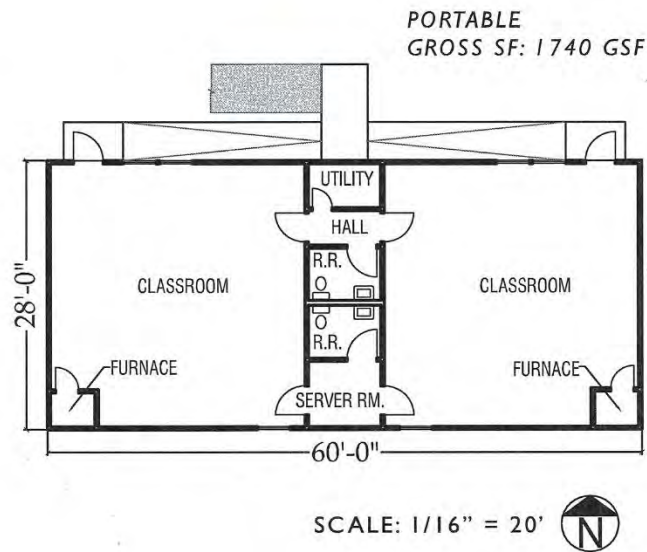 PORTABLE
GROSS SF: 1740 GSF
UTILITY
HALL
R.R.
CLASSROOM
CLASSROOM
28'-0"
R.R.
FURNACE
FURNACE
SERVER RM.
60'-0"
SCALE: 1/16" = 20'
N